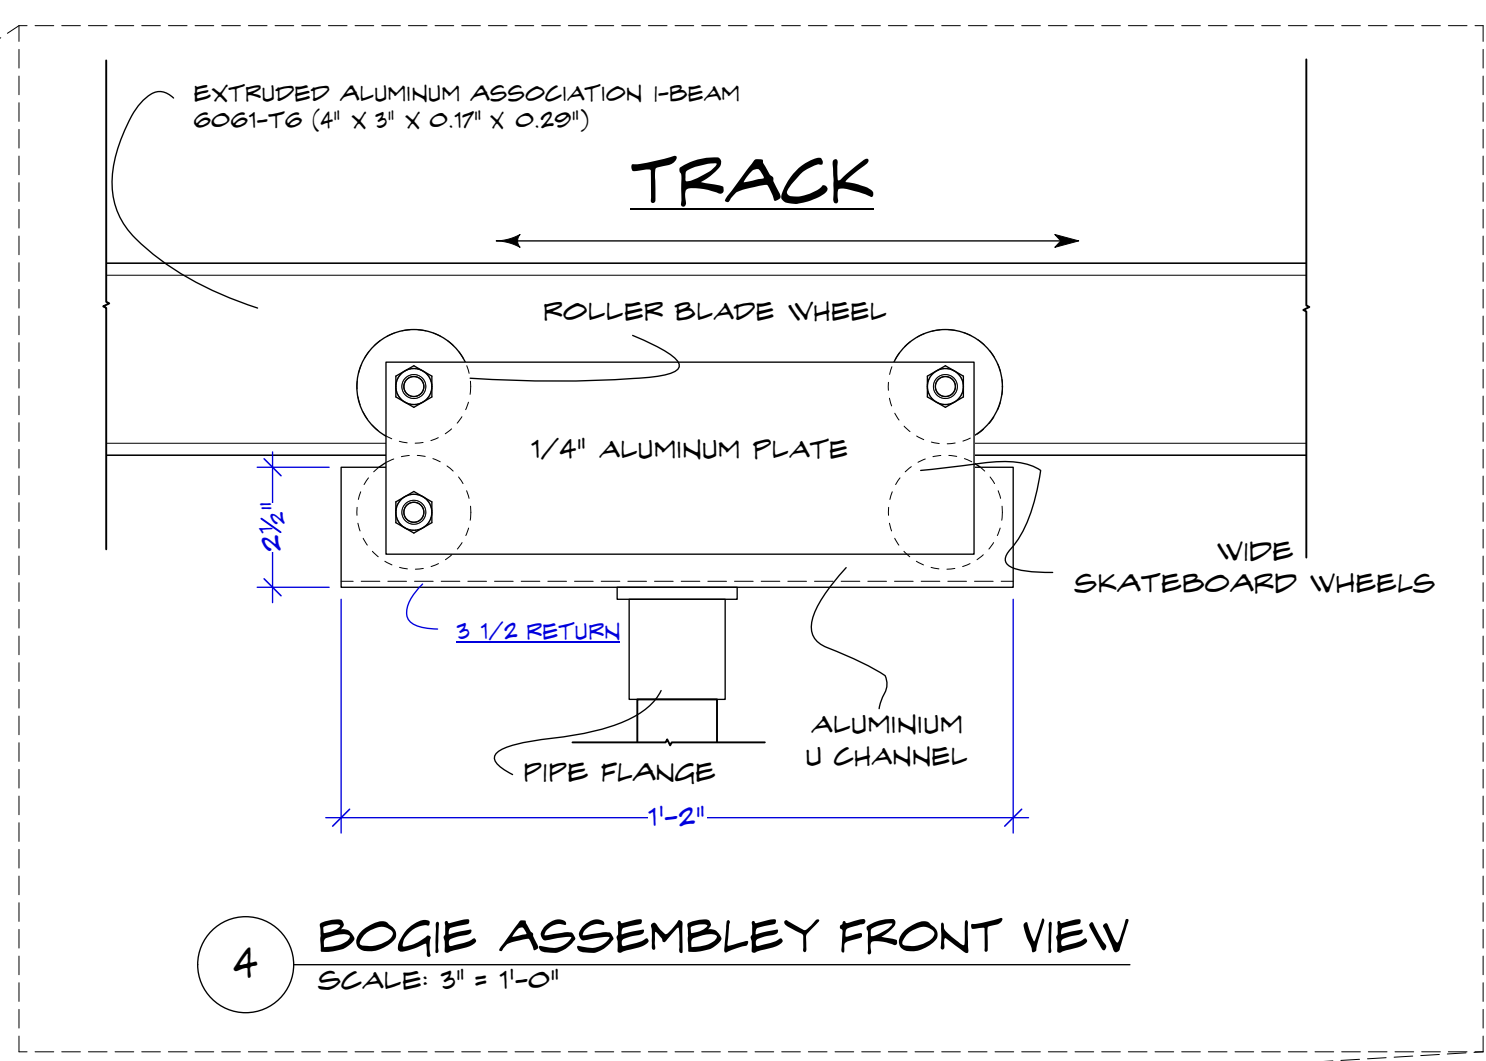 EXTRUDED ALUMINUM ASSOCIATION I-BEAM
6061-T6 (4" X 3" X 0.17" X 0.29")
TRACK
ROLLER BLADE WHEEL
1/4" ALUMINUM PLATE
2½"
WIDE
SKATEBOARD WHEELS
3 1/2 RETURN
ALUMINIUM
U CHANNEL
PIPE FLANGE
1'-2"
4
BOGIE ASSEMBLEY FRONT VIEW
SCALE: 3" = 1'-0"